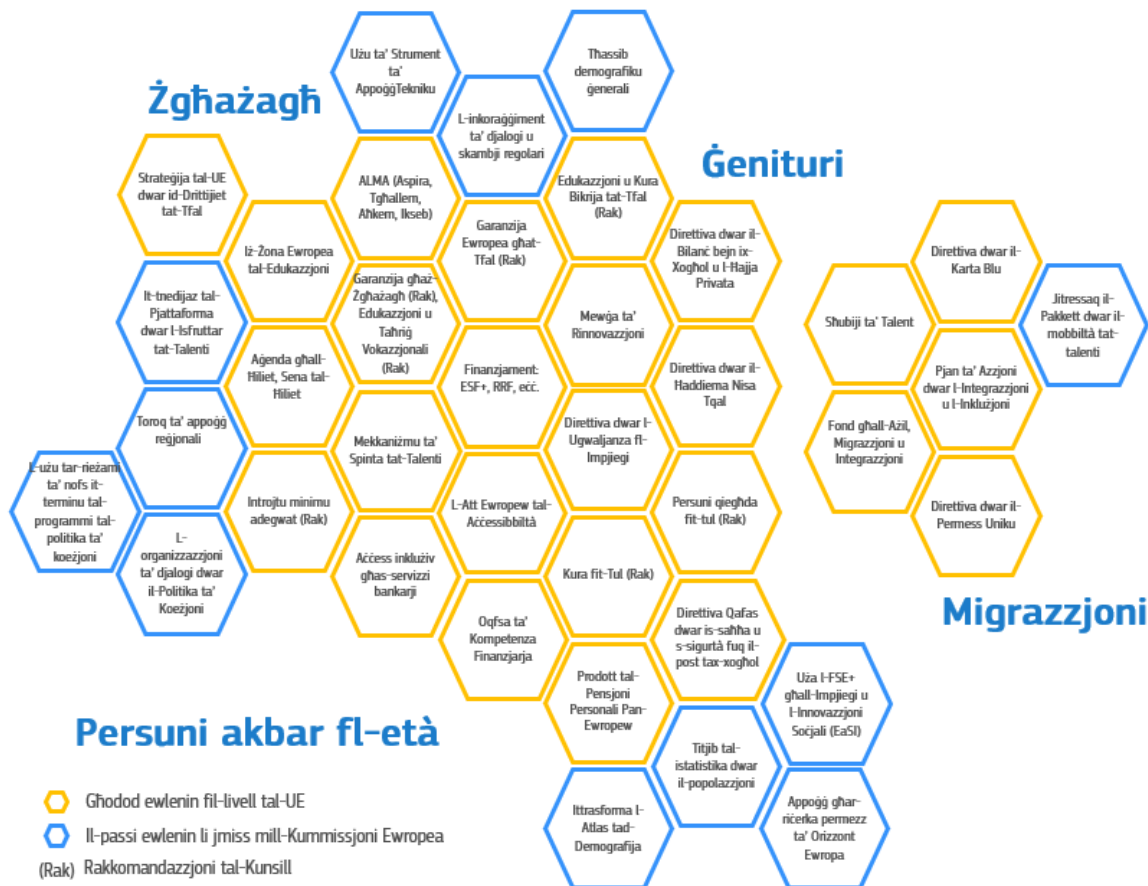 Żgħażagħ
Ġenituri
Migrazzjoni
Persuni akbar fl-età
Użu ta' Strument
ta'
AppoġġTekniku
Tħassib
demografiku
ġenerali
L-inkoraġġiment
ta' djalogi u
skambji regolari
Strateġija tal-UE
dwar id-Drittijiet
tat-Tfal
ALMA (Aspira,
Tgħallem,
Aħkem, Ikseb)
Edukazzjoni u Kura
Bikrija tat-Tfal
(Rak)
Iż-Żona Ewropea
tal-Edukazzjoni
Garanzija
Ewropea għat-
Tfal (Rak)
Direttiva dwar il-
Bilanċ bejn ix-
Xogħol u l-Ħajja
Privata
It-tnedijaz tal-
Pjattaforma
dwar l-Isfruttar
tat-Talenti
Garanzija għaż-
Żgħażagħ (Rak),
Edukazzjoni u
Taħriġ
Vokazzjonali
(Rak)
Mewġa ta'
Rinnovazzjoni
Aġenda għall-
Ħiliet, Sena tal-
Ħiliet
Finanzjament:
ESF+, RRF, eċċ.
Direttiva dwar il-
Ħaddiema Nisa
Tqal
Toroq ta' appoġġ
reġjonali
Mekkaniżmu ta'
Spinta tat-Talenti
Direttiva dwar l-
Ugwaljanza fl-
Impjiegi
L-użu tar-rieżami
ta' nofs it-
terminu tal-
programmi tal-
politika ta'
koeżjoni
Introjtu minimu
adegwat (Rak)
L-Att Ewropew tal-
Aċċessibbiltà
Persuni qiegħda
fit-tul (Rak)
L-
organizzazzjoni
ta' djalogi dwar
il-Politika ta'
Koeżjoni
Aċċess inklużiv
għas-servizzi
bankarji
Kura fit-Tul (Rak)
Oqfsa ta'
Kompetenza
Finanzjarja
Direttiva Qafas
dwar is-saħħa u
s-sigurtà fuq il-
post tax-xogħol
Prodott tal-
Pensjoni
Personali Pan-
Ewropew
Uża l-FSE+
għall-Impjiegi u
l-Innovazzjoni
Soċjali (EaSI)
Titjib tal-
istatistika dwar
il-popolazzjoni
Ittrasforma l-
Atlas tad-
Demografija
Appoġġ għar-
riċerka permezz
ta' Orizzont
Ewropa
Direttiva dwar il-
Karta Blu
Sħubiji ta' Talent
Jitressaq il-
Pakkett dwar il-
mobbiltà tat-
talenti
Pjan ta' Azzjoni
dwar l-Integrazzjoni
u l-Inklużjoni
Fond għall-Ażil,
Migrazzjoni u
Integrazzjoni
Direttiva dwar il-
Permess Uniku
Għodod ewlenin fil-livell tal-UE
Il-passi ewlenin li jmiss mill-Kummissjoni Ewropea
(Rak) Rakkomandazzjoni tal-Kunsill